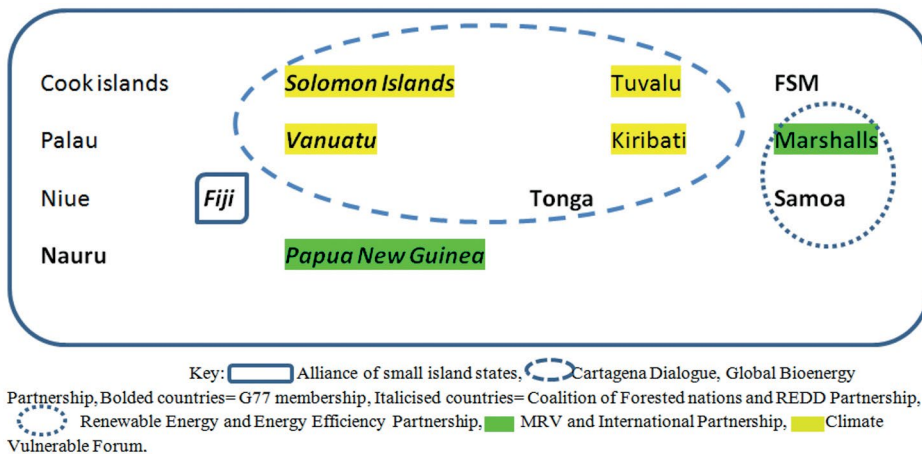 Cook islands Solomon Islands Tuvalu FSM
Palau Vanuatu Kiribati Marshalls
Niue Fiji Tonga Samoa
Nauru Papua New Guinea
Key: Alliance of small island states, Cartagena Dialogue, Global Bioenergy
Partnership, Bolded countries= G77 membership, Italicised countries= Coalition of Forested nations and REDD Partnership,
Renewable Energy and Energy Efficiency Partnership, MRV and International Partnership, Climate
Vulnerable Forum.